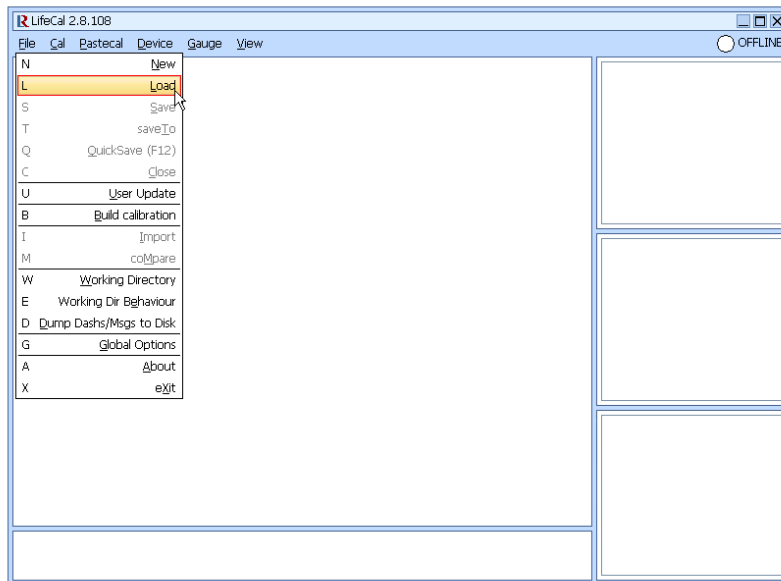 LifeCal 2.8.108
File Cal Pastecal Device Gauge View OFFLINE
N New
L Load
S Save
T saveTo
Q QuickSave (F12)
C Close
U User Update
B Build calibration
I Import
M coMpare
W Working Directory
E Working Dir Behaviour
D Dump Dashs/Msgs to Disk
G Global Options
A About
X eXit